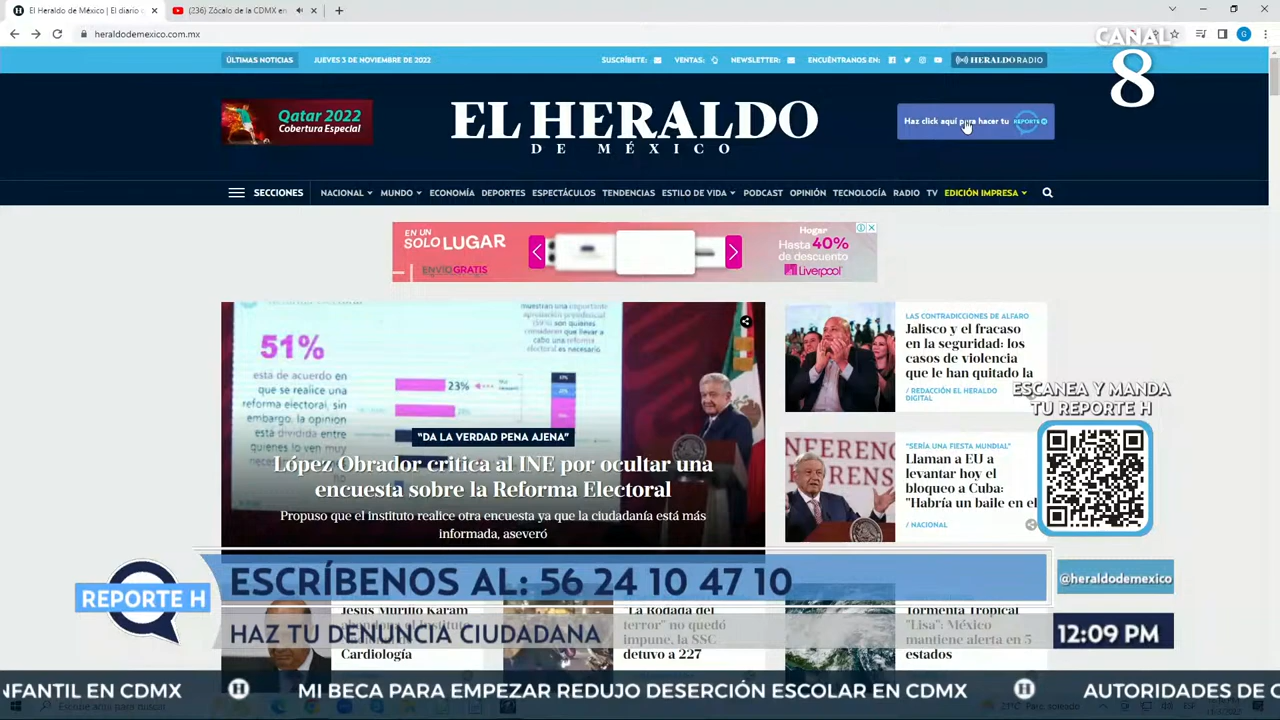 El Heraldo de México | El diario
(236) Zócalo de la CDMX en
heraldodemexico.com.mx
CANAL
8
ÚLTIMAS NOTICIAS
JUEVES 3 DE NOVIEMBRE DE 2022
SUSCRÍBETE:
VENTAS:
NEWSLETTER:
ENCUÉNTRANOS EN:
HERALDO RADIO
Qatar 2022
Cobertura Especial
EL HERALDO
DE MÉXICO
Haz click aquí para hacer tu
REPORTE H
SECCIONES
NACIONAL
MUNDO
ECONOMÍA
DEPORTES
ESPECTÁCULOS
TENDENCIAS
ESTILO DE VIDA
PODCAST
OPINIÓN
TECNOLOGÍA
RADIO
TV
EDICIÓN IMPRESA
EN UN
SOLO LUGAR
ENVÍO GRATIS
Hogar
Hasta 40%
de descuento
Liverpool
51%
está de acuerdo en
que se realice una
reforma electoral, sin
embargo, la opinión
está dividida entre
23%
"DA LA VERDAD PENA AJENA"
López Obrador critica al INE por ocultar una
encuesta sobre la Reforma Electoral
Propuso que el instituto realice otra encuesta ya que la ciudadanía está más
informada, aseveró
LAS CONTRADICCIONES DE ALFARO
Jalisco y el fracaso
en la seguridad: los
casos de violencia
que le han quitado la
/ REDACCIÓN EL HERALDO
DIGITAL
"SERÍA UNA FIESTA MUNDIAL"
Llaman a EU a
levantar hoy el
bloqueo a Cuba:
"Habría un baile en el
/ NACIONAL
ESCANEA Y MANDA
TU REPORTE H
REPORTE H
ESCRÍBENOS AL: 56 24 10 47 10
@heraldodemexico
HAZ TU DENUNCIA CIUDADANA
12:09 PM
Jesús Murillo Karam
Cardiología
"La Rodada del
terror" no quedó
impune, la SSC
detuvo a 227
Tormenta Tropical
"Lisa": México
mantiene alerta en 5
estados
NFANTIL EN CDMX
MI BECA PARA EMPEZAR REDUJO DESERCIÓN ESCOLAR EN CDMX
AUTORIDADES DE
Escribe aquí para buscar
21°C Parc. soleado
ESP